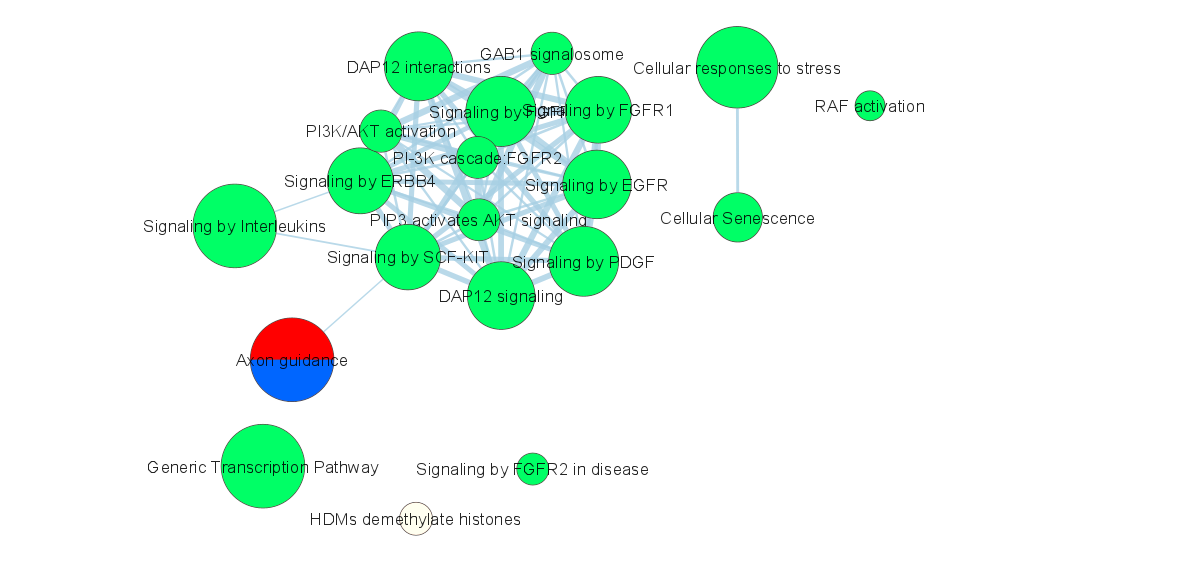 GAB1 signalosome
DAP12 interactions
Cellular responses to stress
RAF activation
Signaling by
Signaling by FGFR1
PI3K/AKT activation
PI-3K cascade:FGFR2
Signaling by ERBB4
Signaling by EGFR
PIP3 activates AKT signaling
Cellular Senescence
Signaling by Interleukins
Signaling by SCF-KIT
Signaling by PDGF
DAP12 signaling
Axon guidance
Generic Transcription Pathway
Signaling by FGFR2 in disease
HDMs demethylate histones